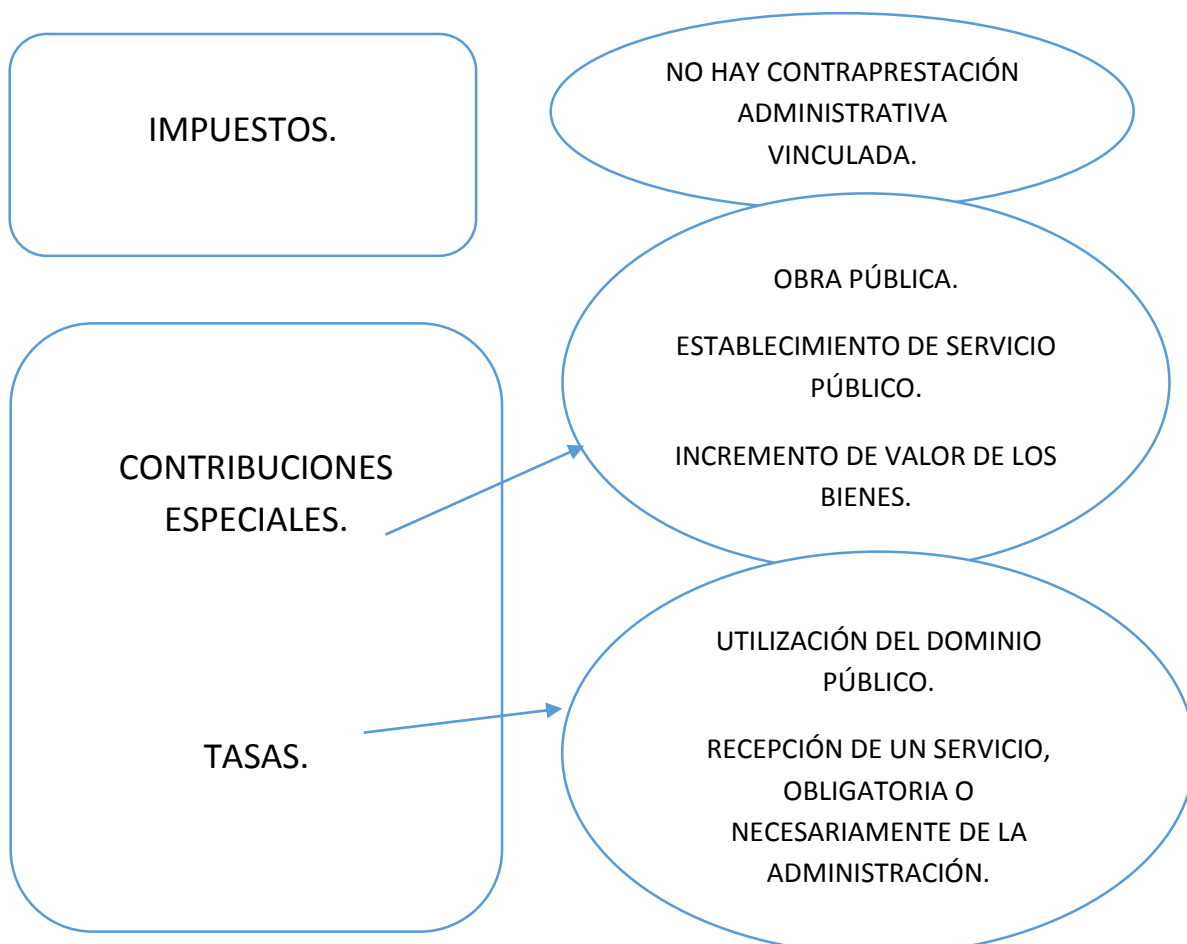 IMPUESTOS.
NO HAY CONTRAPRESTACIÓN
ADMINISTRATIVA
VINCULADA.
CONTRIBUCIONES
ESPECIALES.
OBRA PÚBLICA.
ESTABLECIMIENTO DE SERVICIO
PÚBLICO.
INCREMENTO DE VALOR DE LOS
BIENES.
TASAS.
UTILIZACIÓN DEL DOMINIO
PÚBLICO.
RECEPCIÓN DE UN SERVICIO,
OBLIGATORIA O
NECESARIAMENTE DE LA
ADMINISTRACIÓN.